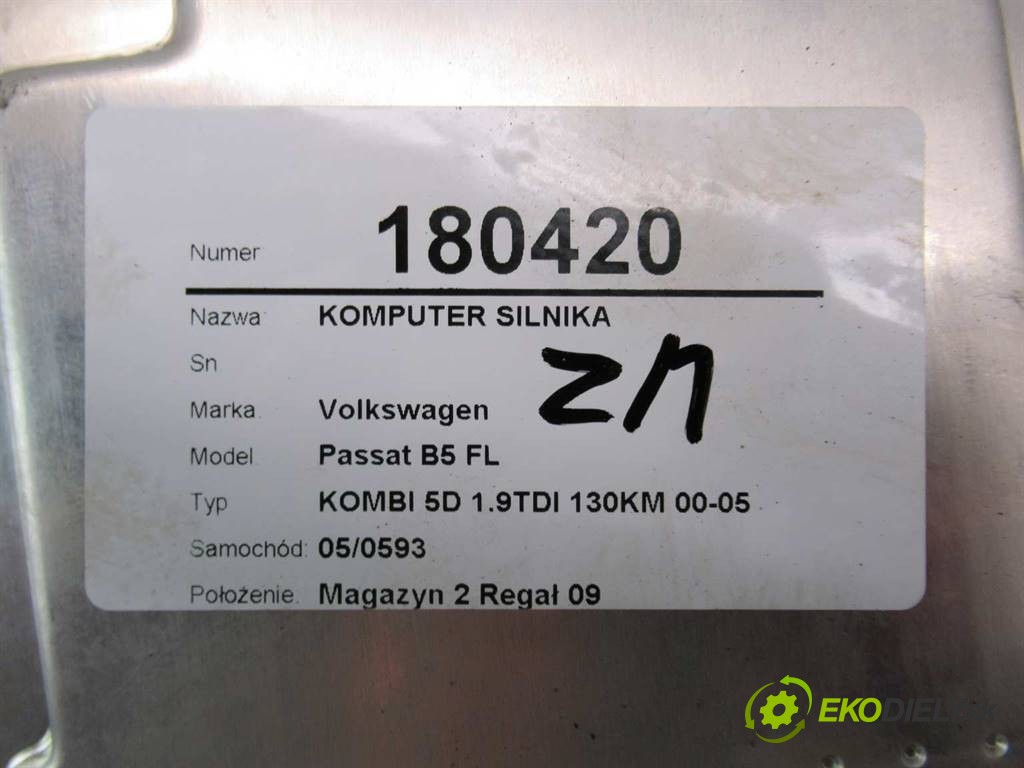 Numer 180420
Nazwa KOMPUTER SILNIKA
Sn
Marka Volkswagen
Model Passat B5 FL
Typ KOMBI 5D 1.9TDI 130KM 00-05
Samochód: 05/0593
Położenie. Magazyn 2 Regał 09